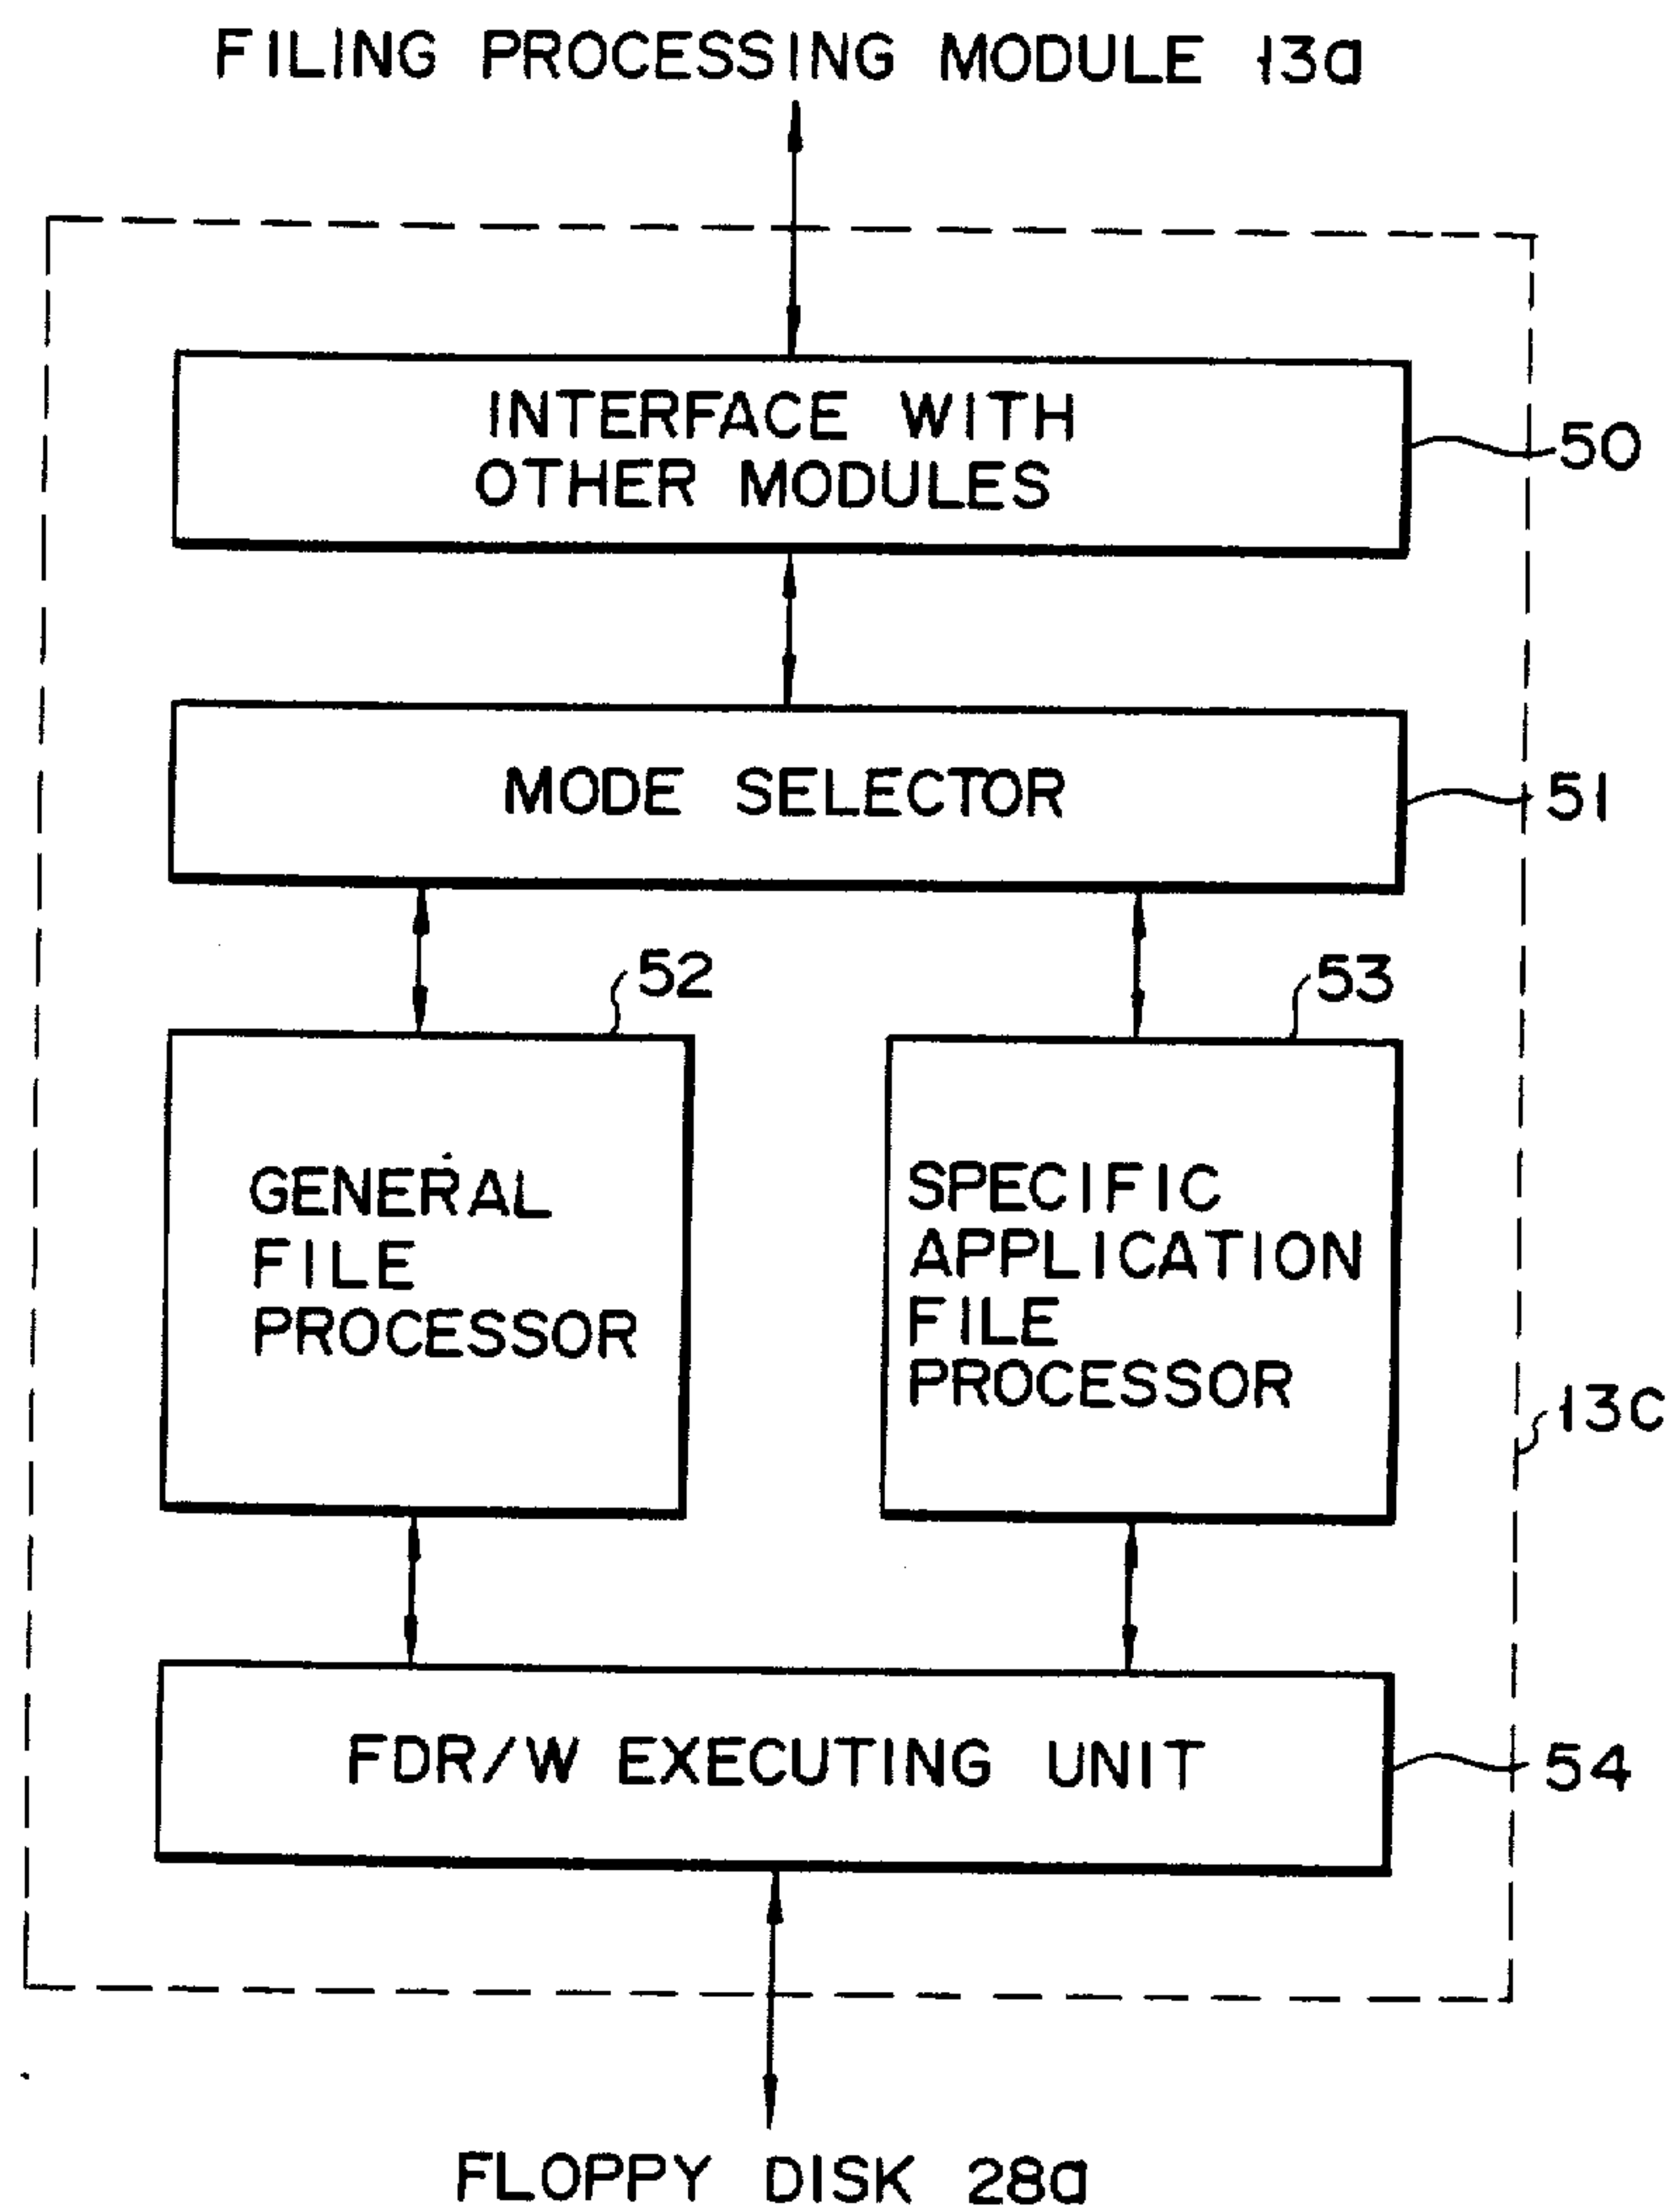 FILING PROCESSING MODULE 13a
INTERFACE WITH
OTHER MODULES
50
MODE SELECTOR
51
52
53
GENERAL
FILE
PROCESSOR
SPECIFIC
APPLICATION
FILE
PROCESSOR
13C
FDR/W EXECUTING UNIT
54
FLOPPY DISK 28a